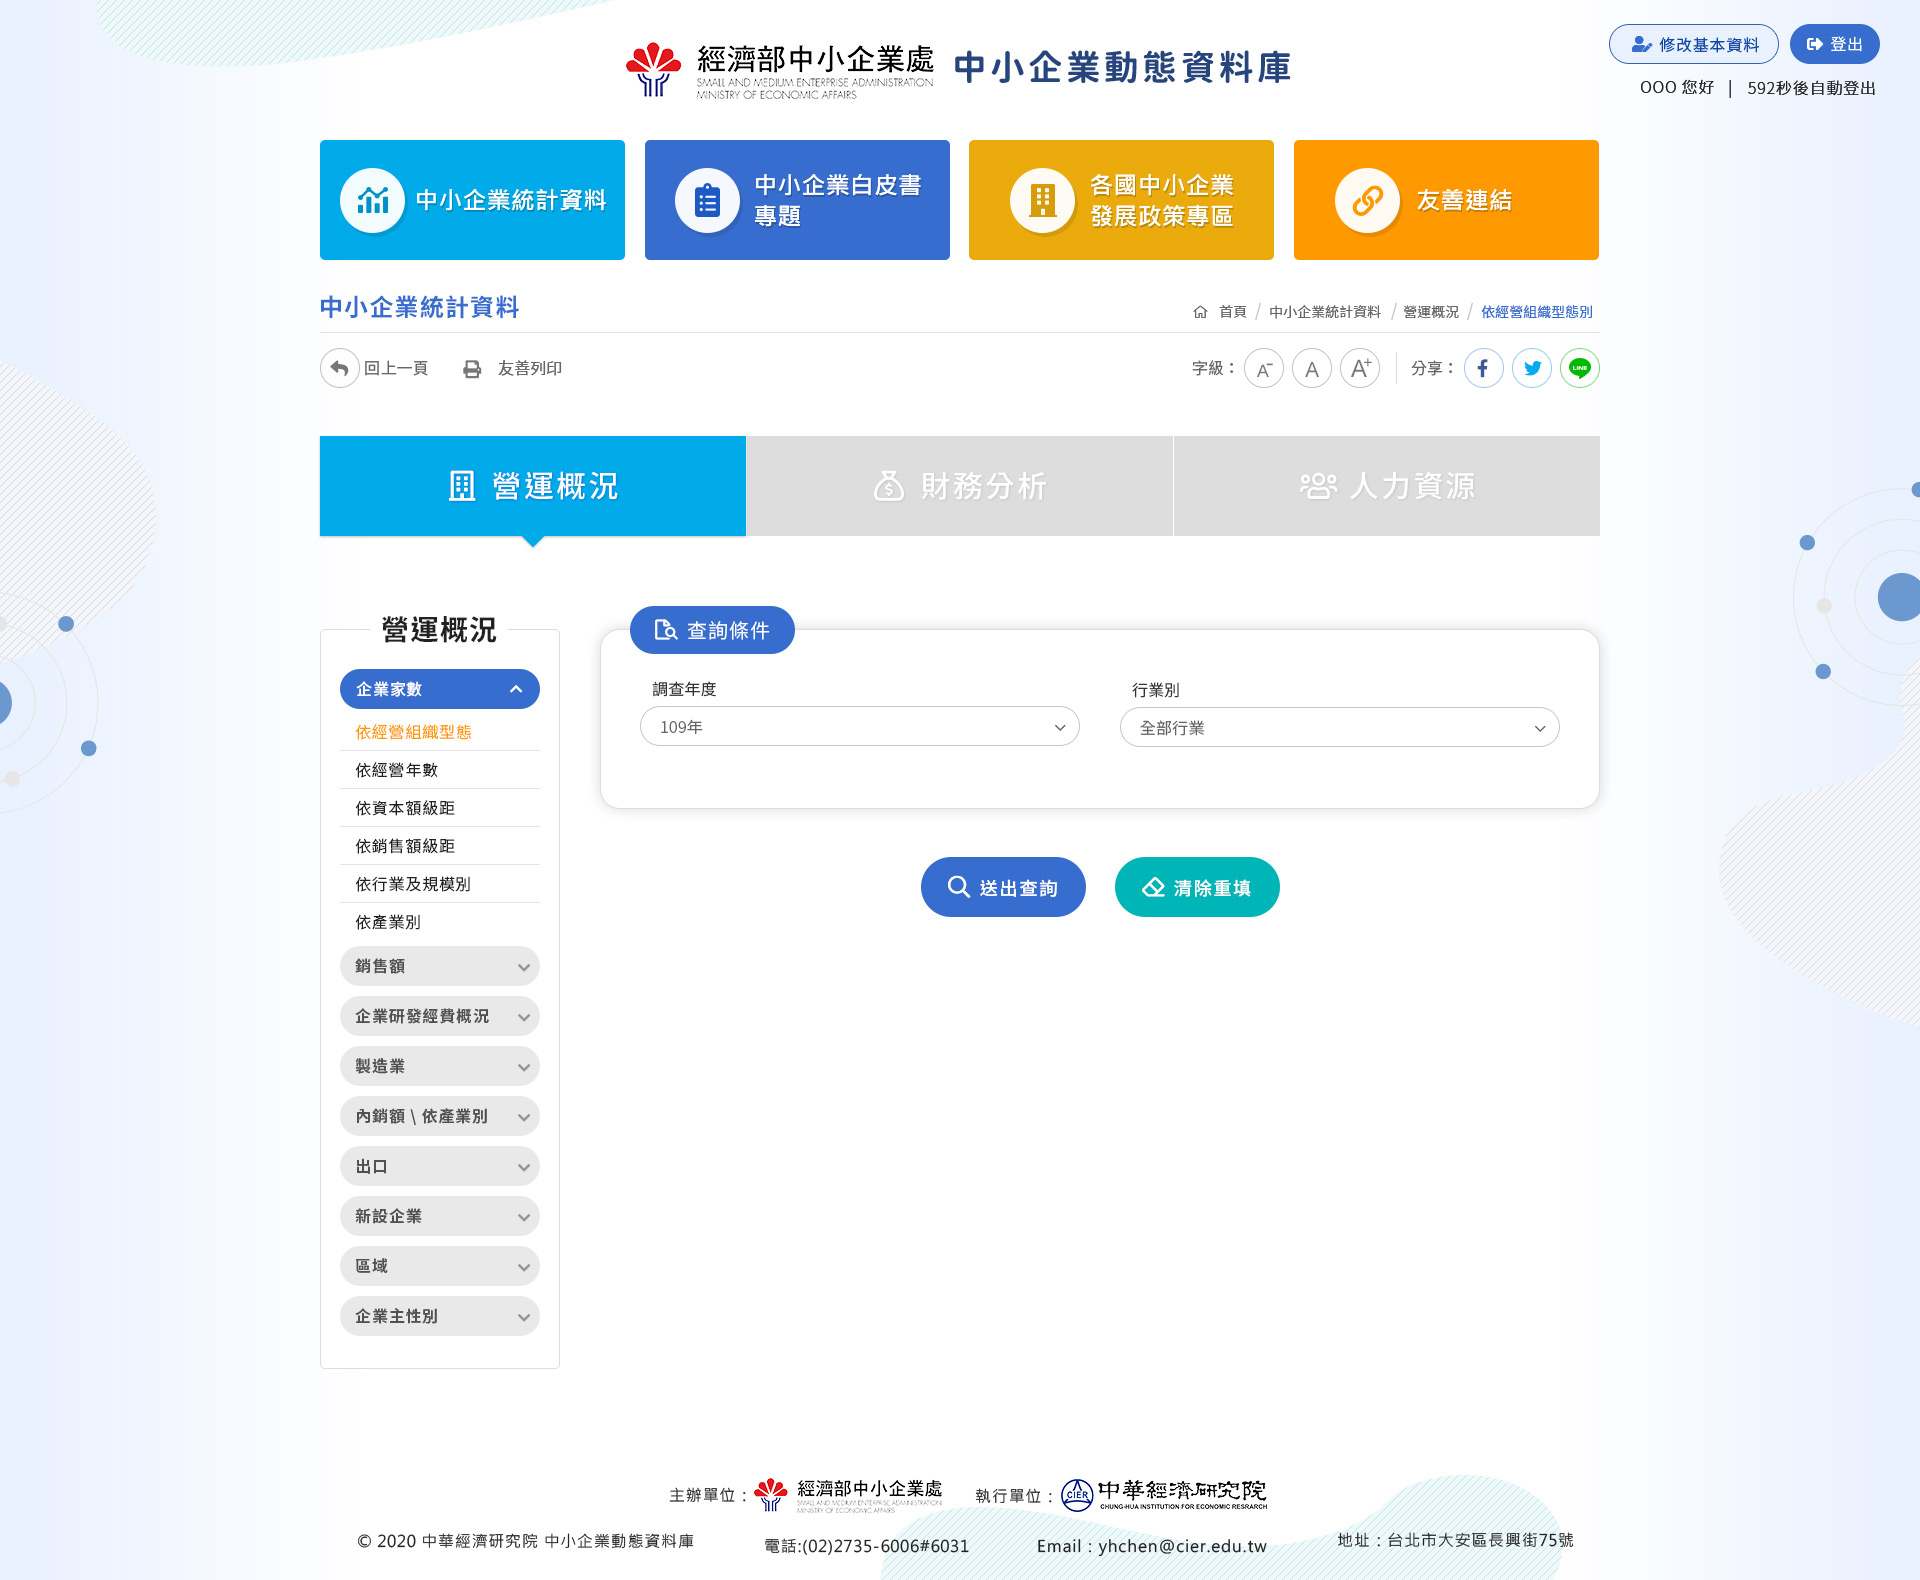 經濟部中小企業處
SMALL AND MEDIUM ENTERPRISE ADMINISTRATION
MINISTRY OF ECONOMIC AFFAIRS
中小企業動態資料庫
修改基本資料
登出
OOO 您好 | 592秒後自動登出
中小企業統計資料
中小企業白皮書
專題
各國中小企業
發展政策專區
友善連結
中小企業統計資料
首頁 / 中小企業統計資料 / 營運概況 / 依經營組織型態別
回上一頁
友善列印
字級：
A-
A
A+
分享：
LINE
營運概況
財務分析
人力資源
營運概況
企業家數
依經營組織型態
依經營年數
依資本額級距
依銷售額級距
依行業及規模別
依產業別
銷售額
企業研發經費概況
製造業
內銷額 \ 依產業別
出口
新設企業
區域
企業主性別
查詢條件
調查年度
109年
行業別
全部行業
送出查詢
清除重填
主辦單位：
經濟部中小企業處
SMALL AND MEDIUM ENTERPRISE ADMINISTRATION
MINISTRY OF ECONOMIC AFFAIRS
執行單位：
CIER
中華經濟研究院
CHUNG-HUA INSTITUTION FOR ECONOMIC RESEARCH
© 2020 中華經濟研究院 中小企業動態資料庫
電話:(02)2735-6006#6031
Email : yhchen@cier.edu.tw
地址：台北市大安區長興街75號